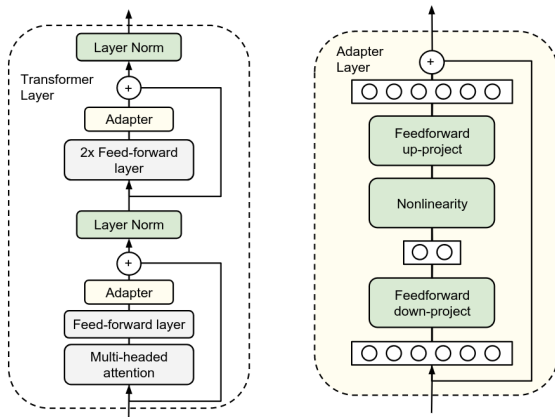 Layer Norm
Transformer
Layer
+
Adapter
2x Feed-forward
layer
Layer Norm
+
Adapter
Feed-forward layer
Multi-headed
attention
Adapter
Layer
+
Feedforward
up-project
Nonlinearity
Feedforward
down-project